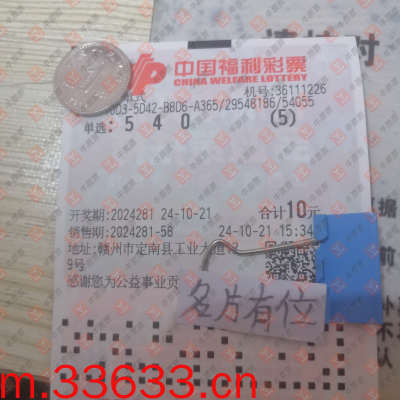 中国福利彩票
CHINA WELFARE LOTTERY
机号:36111226
003-5D42-B8D6-A365/29548186/54055
单选: 5 4 0 (5)
开奖期:2024281 24-10-21 合计10元
销售期:2024281-58 24-10-21 15:34
地址:赣州市定南县工业大道
9号
感谢您为公益事业贡
名片有位
m.33633.cn